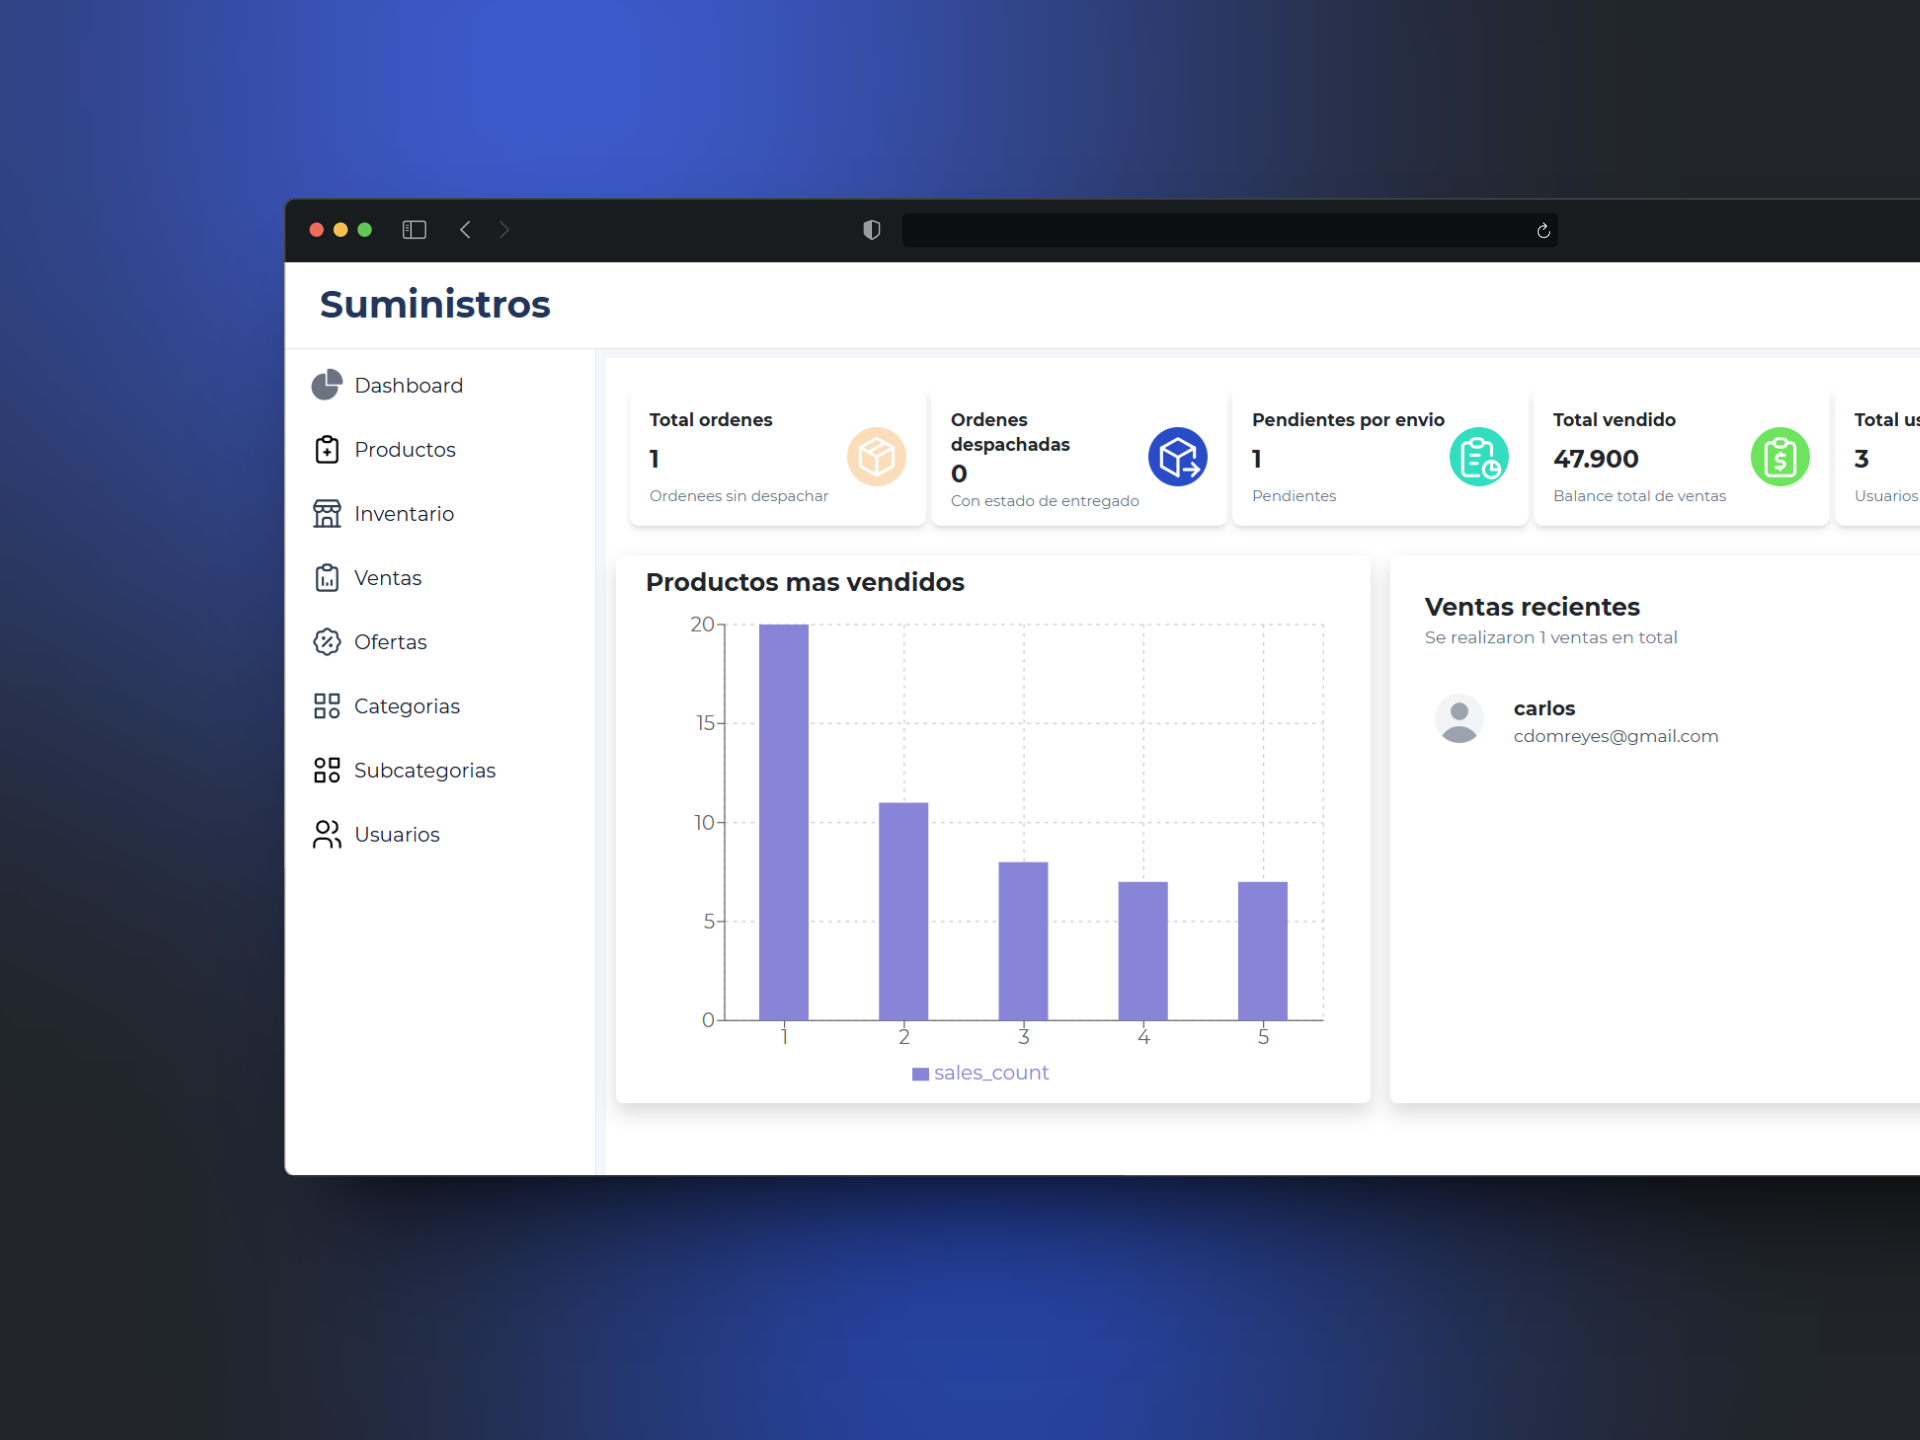 Suministros
Dashboard
Productos
Inventario
Ventas
Ofertas
Categorias
Subcategorias
Usuarios
Total ordenes
1
Ordenees sin despachar
Ordenes
despachadas
0
Con estado de entregado
Pendientes por envio
1
Pendientes
Total vendido
47.900
Balance total de ventas
Total us
3
Usuarios
Productos mas vendidos
20
15
10
5
0
1 2 3 4 5
sales_count
Ventas recientes
Se realizaron 1 ventas en total
carlos
cdomreyes@gmail.com